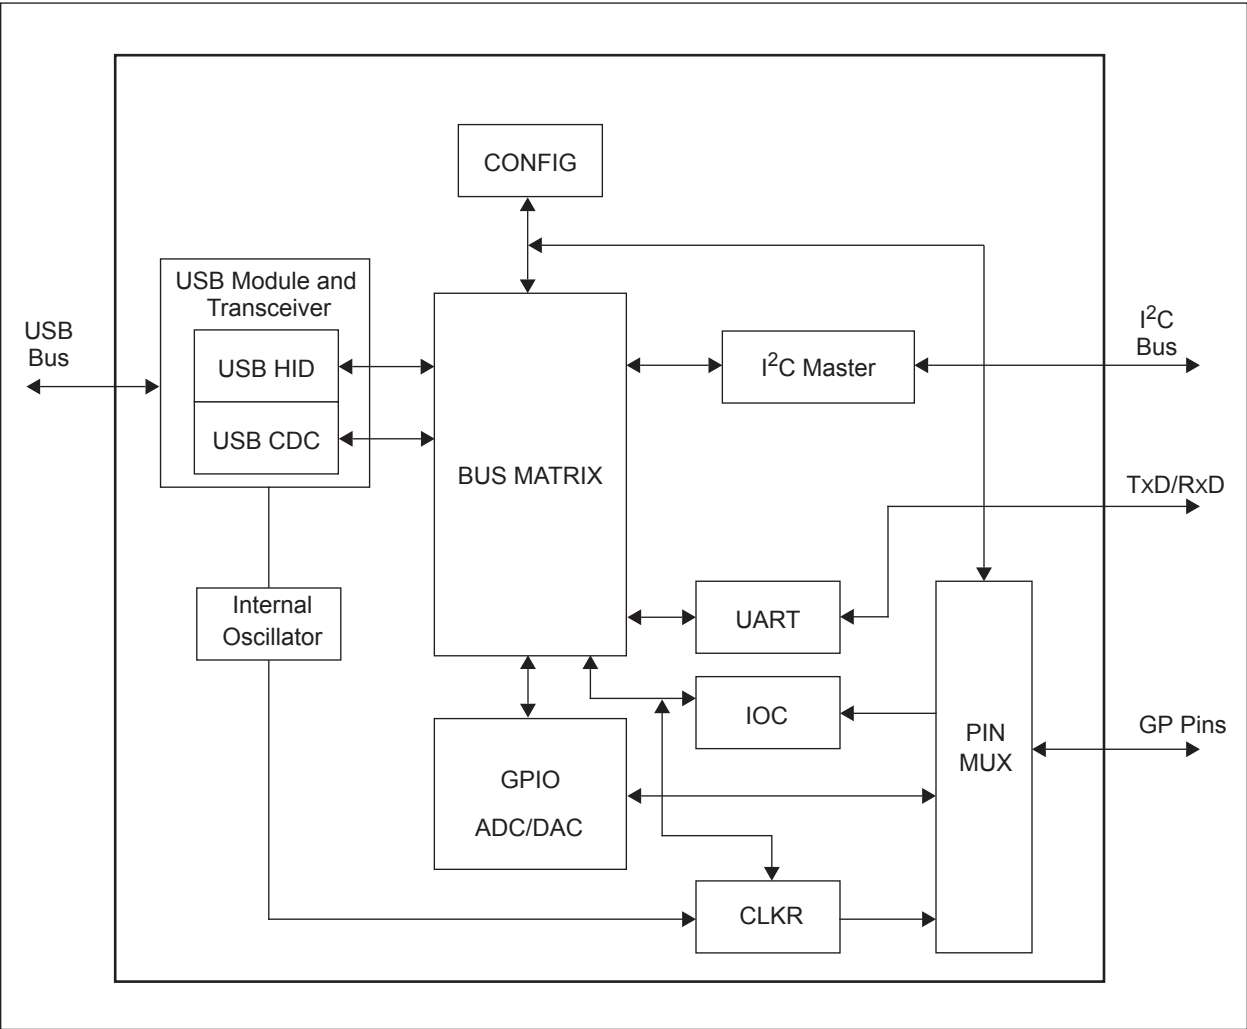 CONFIG
USB Module and
Transceiver
USB
Bus
USB HID
USB CDC
BUS MATRIX
I²C Master
I²C
Bus
TxD/RxD
Internal
Oscillator
UART
IOC
PIN
MUX
GP Pins
GPIO
ADC/DAC
CLKR